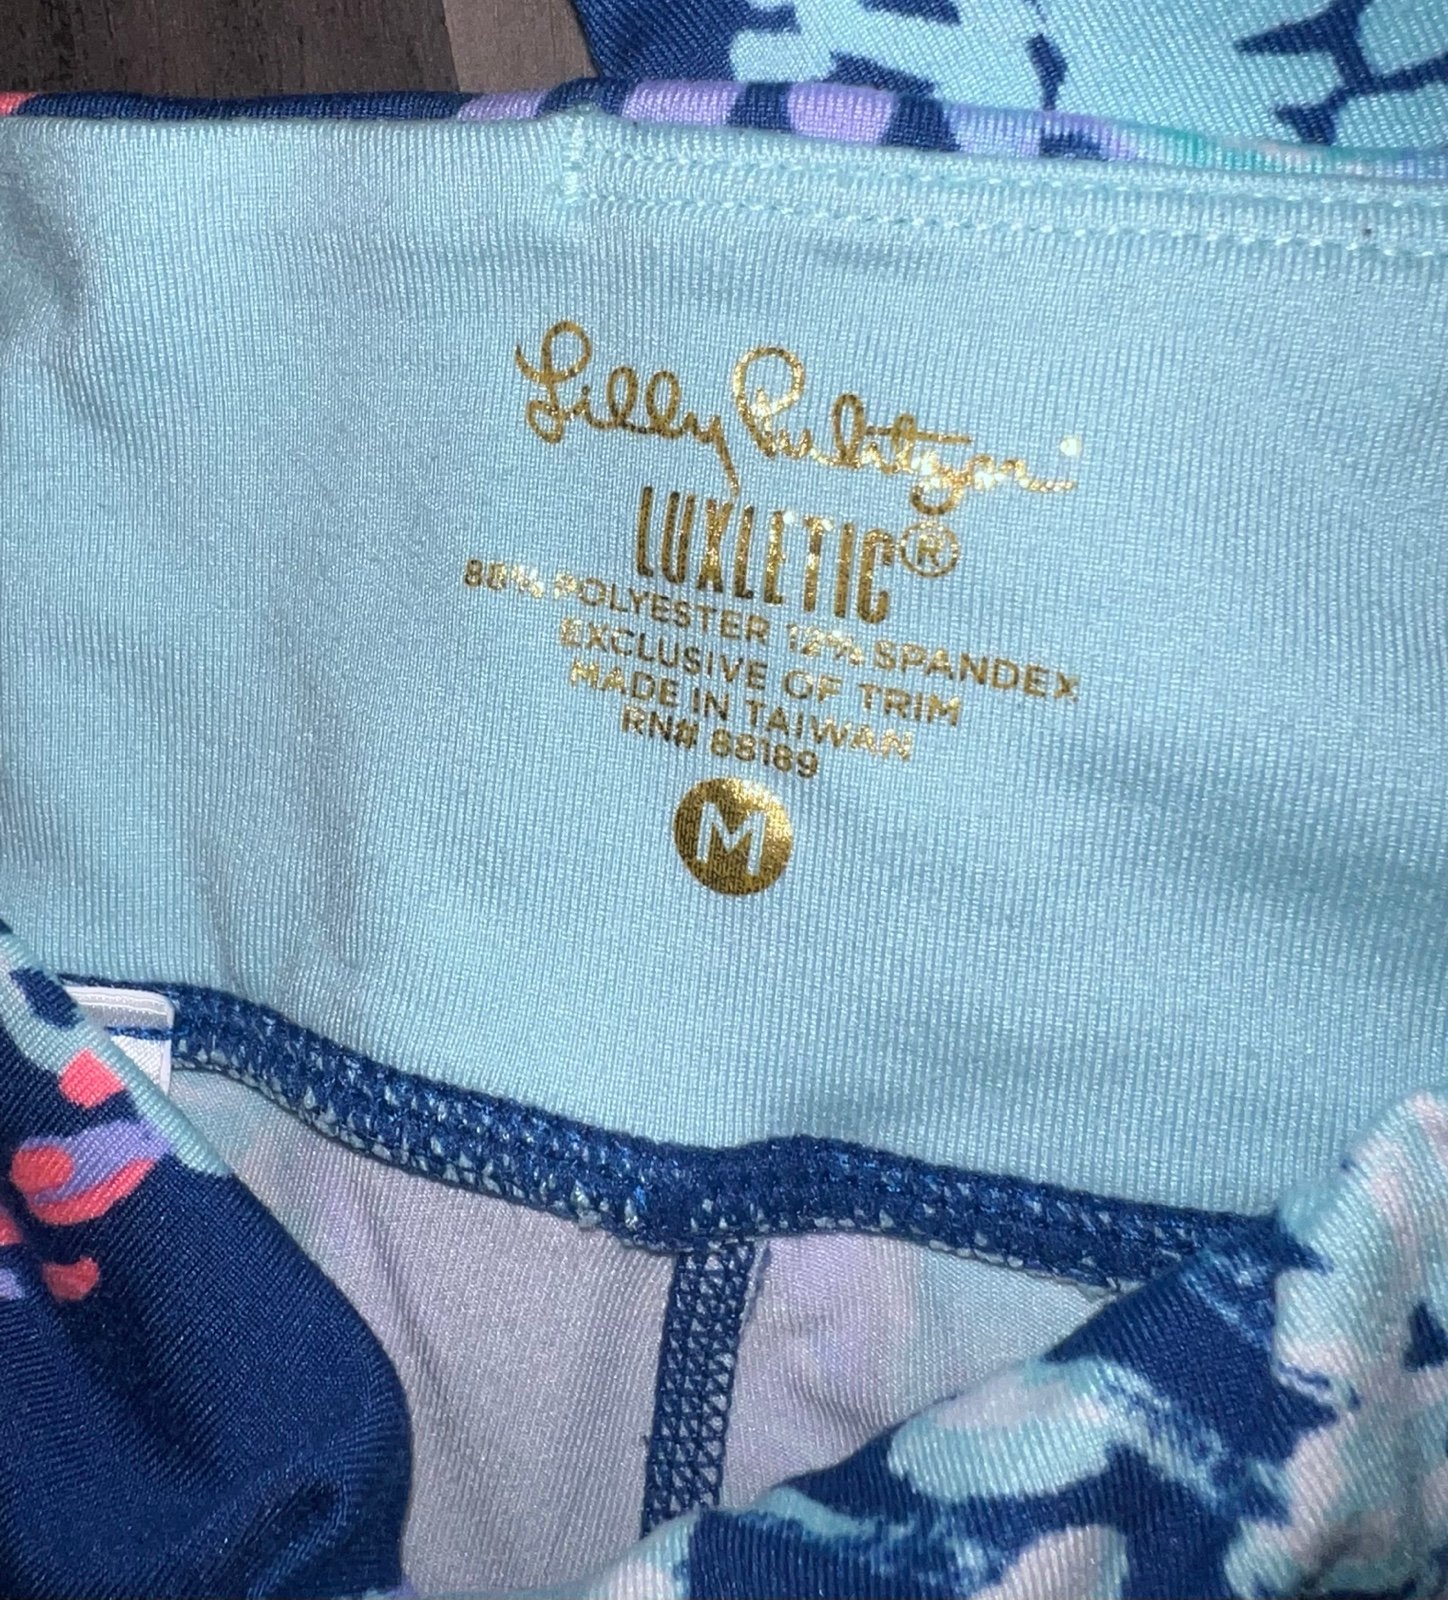 Lilly Pulitzer®
LUXLETIC®
88% POLYESTER 12% SPANDEX
EXCLUSIVE OF TRIM
MADE IN TAIWAN
RN# 88189
M